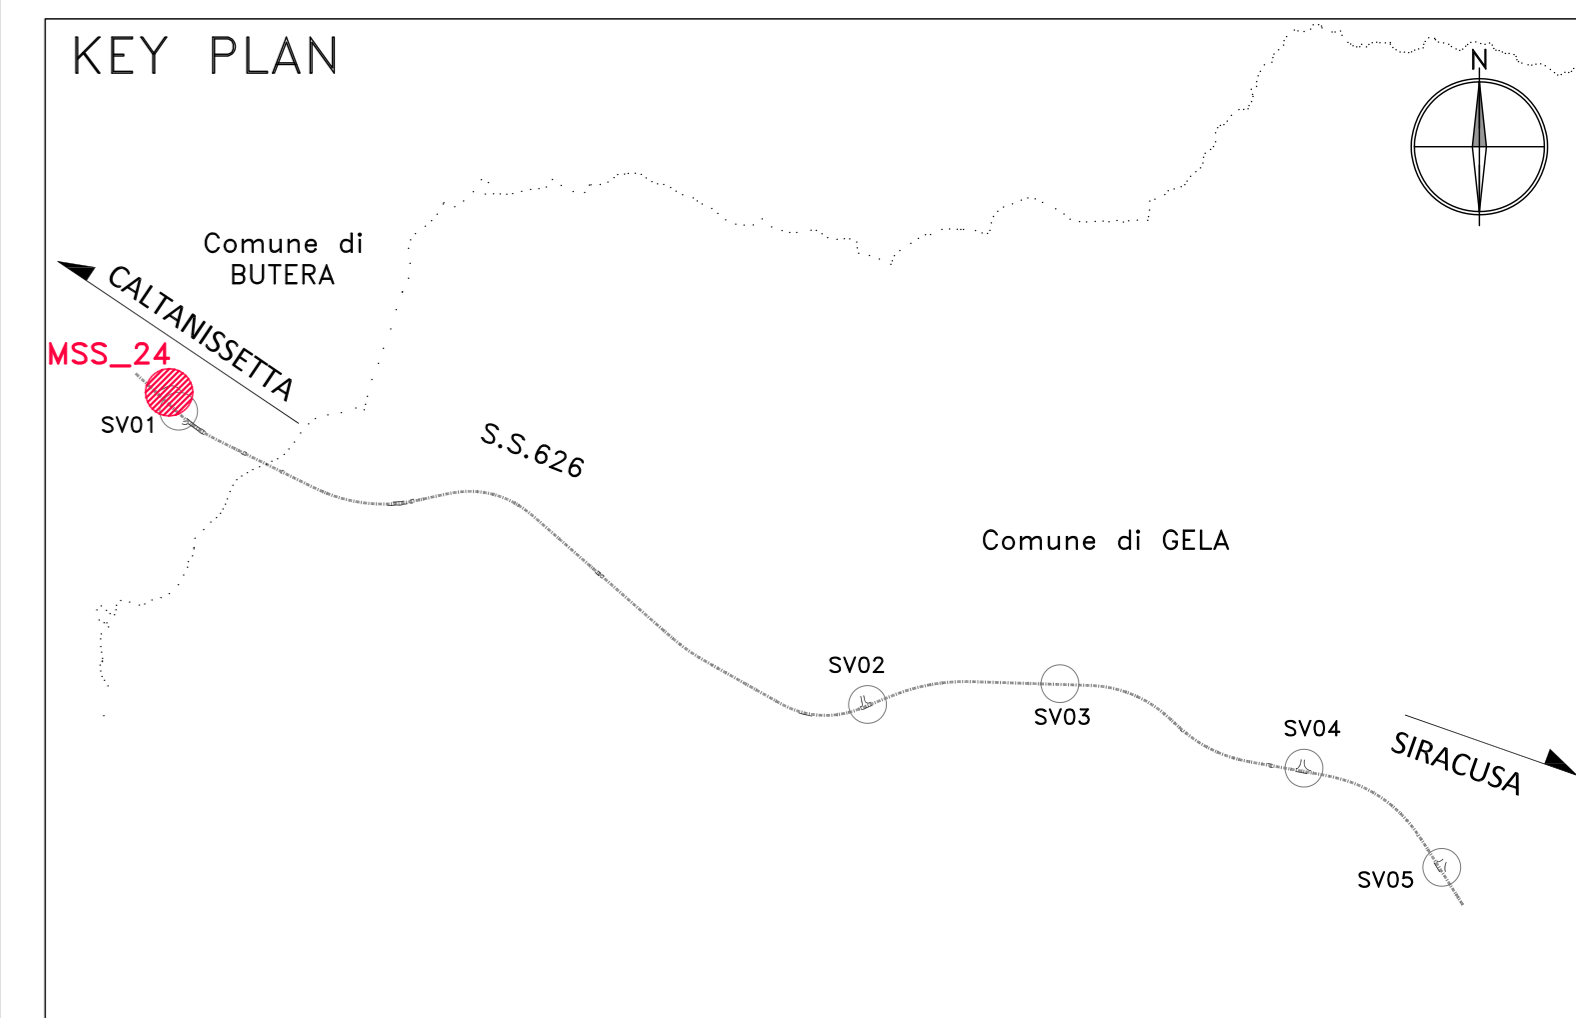 KEY PLAN
N
Comune di
BUTERA
CALTANISSETTA
MSS_24
SV01
S.S.626
Comune di GELA
SV02
SV03
SV04
SIRACUSA
SV05